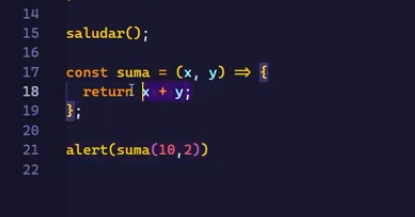 14
15 saludar();
16
17 const suma = (x, y) => {
18 return x + y;
19 };
20
21 alert(suma(10,2))
22